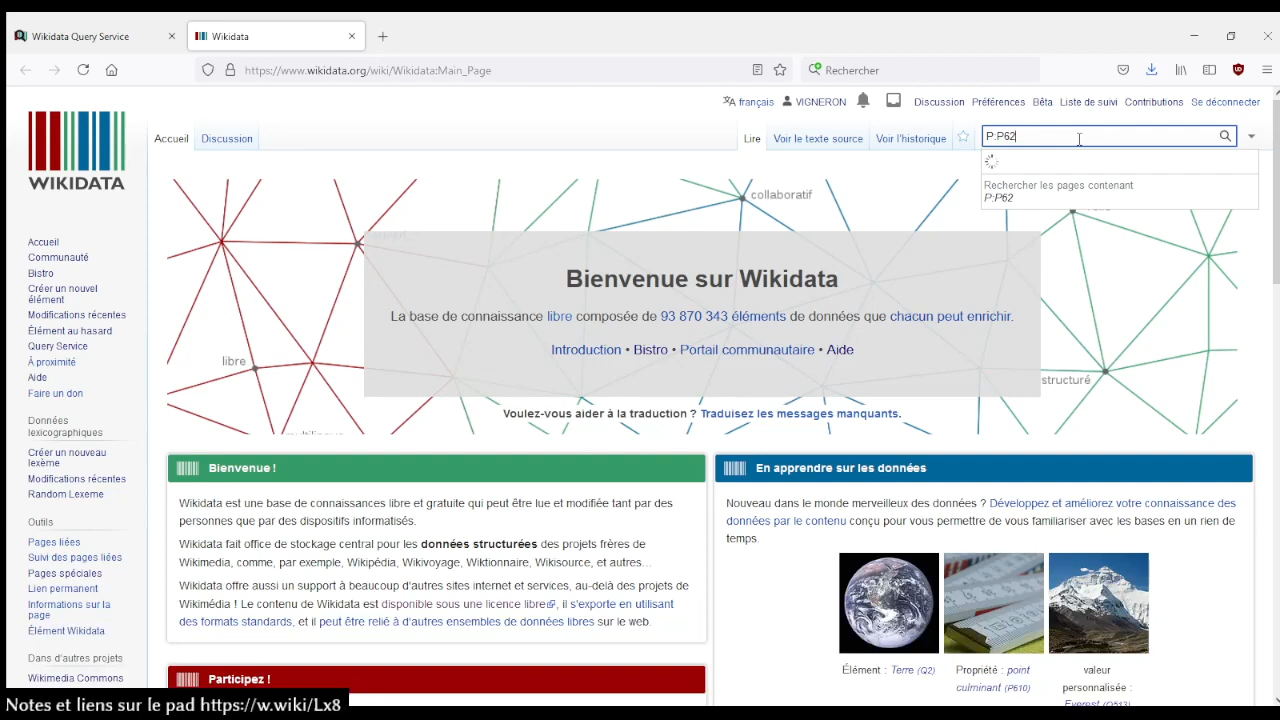 Wikidata Query Service
Wikidata
https://www.wikidata.org/wiki/Wikidata:Main_Page
Rechercher
français VIGNERON Discussion Préférences Bêta Liste de suivi Contributions Se déconnecter
Accueil Discussion Lire Voir le texte source Voir l'historique
P:P62
Rechercher les pages contenant
P:P62
WIKIDATA
collaboratif
libre
structuré
multilingue
Bienvenue sur Wikidata
La base de connaissance libre composée de 93 870 343 éléments de données que chacun peut enrichir.
Introduction • Bistro • Portail communautaire • Aide
Voulez-vous aider à la traduction ? Traduisez les messages manquants.
Accueil
Communauté
Bistro
Créer un nouvel
élément
Modifications récentes
Élément au hasard
Query Service
À proximité
Aide
Faire un don
Données
lexicographiques
Créer un nouveau
lexème
Modifications récentes
Random Lexeme
Outils
Pages liées
Suivi des pages liées
Pages spéciales
Lien permanent
Informations sur la
page
Élément Wikidata
Dans d'autres projets
Wikimedia Commons
Bienvenue !
Wikidata est une base de connaissances libre et gratuite qui peut être lue et modifiée tant par des
personnes que par des dispositifs informatisés.
Wikidata fait office de stockage central pour les données structurées des projets frères de
Wikimedia, comme, par exemple, Wikipédia, Wikivoyage, Wiktionnaire, Wikisource, et autres...
Wikidata offre aussi un support à beaucoup d'autres sites internet et services, au-delà des projets de
Wikimédia ! Le contenu de Wikidata est disponible sous une licence libre, il s'exporte en utilisant
des formats standards, et il peut être relié à d'autres ensembles de données libres sur le web.
Participez !
En apprendre sur les données
Nouveau dans le monde merveilleux des données ? Développez et améliorez votre connaissance des
données par le contenu conçu pour vous permettre de vous familiariser avec les bases en un rien de
temps.
Élément : Terre (Q2)
Propriété : point
culminant (P610)
valeur
personnalisée :
Everest (Q513)
Notes et liens sur le pad https://w.wiki/Lx8